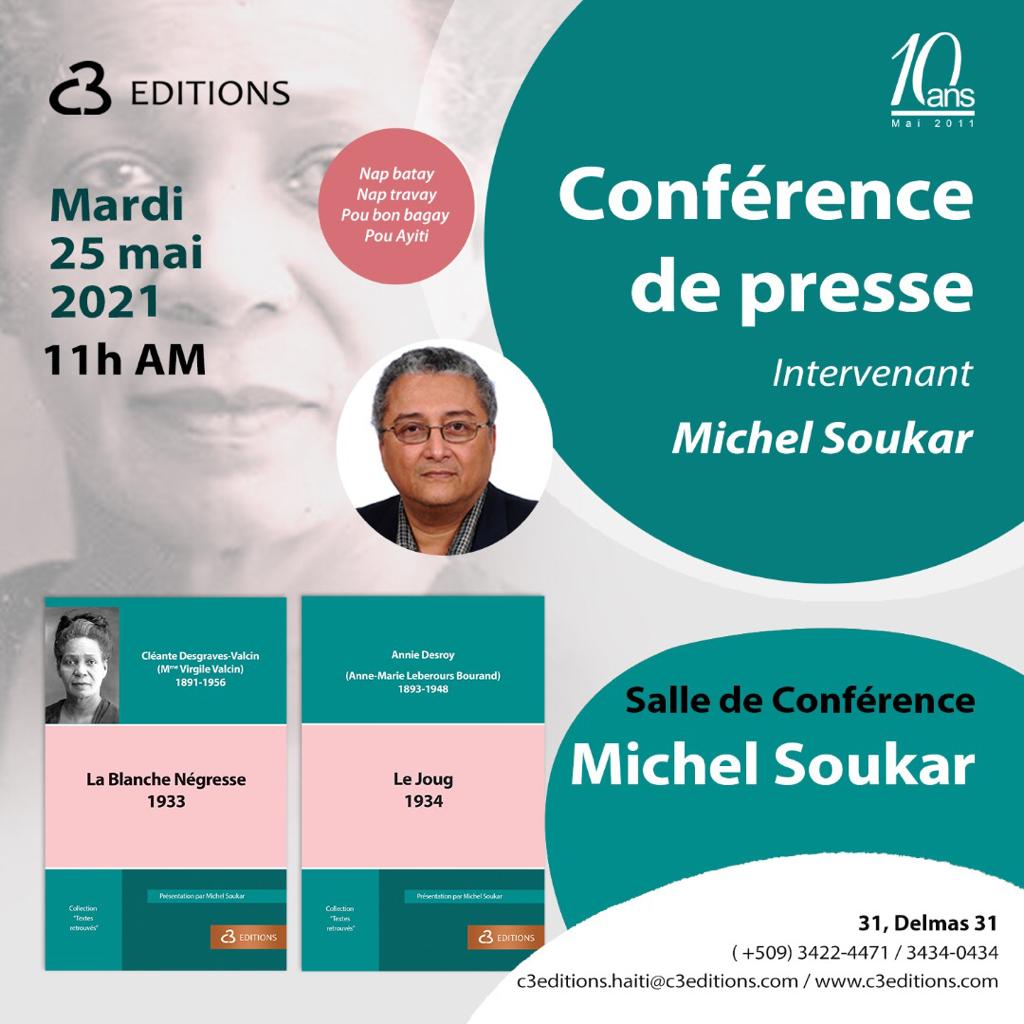 C3 EDITIONS
10 ans
Mai 2011
Mardi
25 mai
2021
11h AM
Nap batay
Nap travay
Pou bon bagay
Pou Ayiti
Conférence
de presse
Intervenant
Michel Soukar
Cléante Desgraves-Valcin
(Mme Virgile Valcin)
1891-1956
La Blanche Négresse
1933
Collection
"Textes
retrouvés"
Présentation par Michel Soukar
C3 EDITIONS
Annie Desroy
(Anne-Marie Leberours Bourand)
1893-1948
Le Joug
1934
Collection
"Textes
retrouvés"
Présentation par Michel Soukar
C3 EDITIONS
Salle de Conférence
Michel Soukar
31, Delmas 31
( +509) 3422-4471 / 3434-0434
c3editions.haiti@c3editions.com / www.c3editions.com